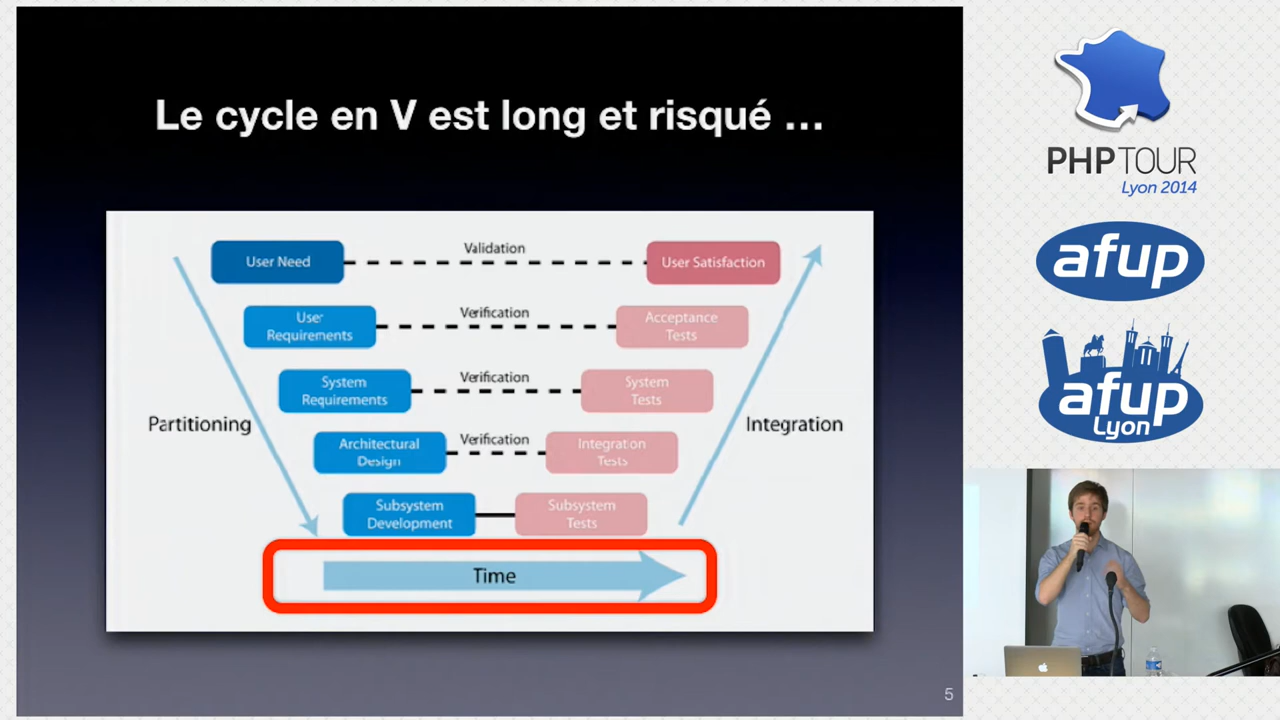 Le cycle en V est long et risqué ...
User Need
Validation
User Satisfaction
User
Requirements
Verification
Acceptance
Tests
System
Requirements
Verification
System
Tests
Partitioning
Architectural
Design
Verification
Integration
Tests
Integration
Subsystem
Development
Subsystem
Tests
Time
5
PHP TOUR
Lyon 2014
afup
afup
Lyon